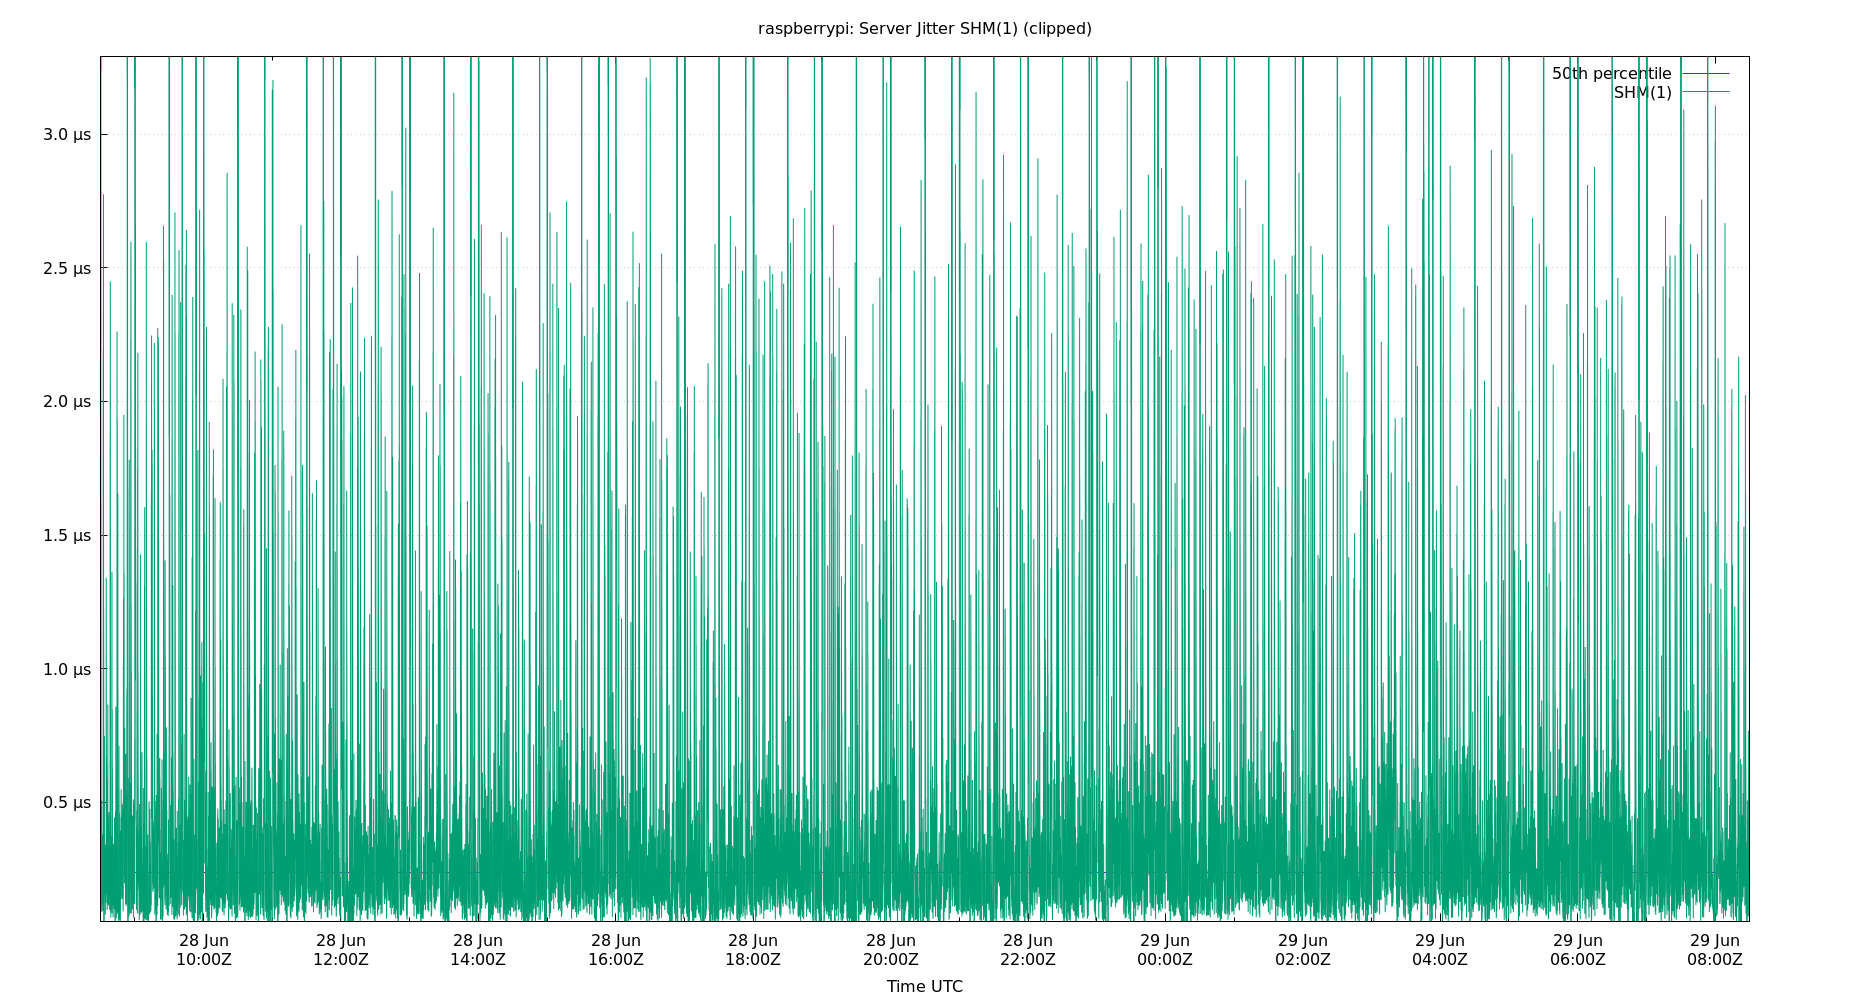 raspberrypi: Server Jitter SHM(1) (clipped)
50th percentile
SHM(1)
3.0 µs
2.5 µs
2.0 µs
1.5 µs
1.0 µs
0.5 µs
28 Jun 28 Jun 28 Jun 28 Jun 28 Jun 28 Jun 28 Jun 29 Jun 29 Jun 29 Jun 29 Jun 29 Jun
10:00Z 12:00Z 14:00Z 16:00Z 18:00Z 20:00Z 22:00Z 00:00Z 02:00Z 04:00Z 06:00Z 08:00Z
Time UTC